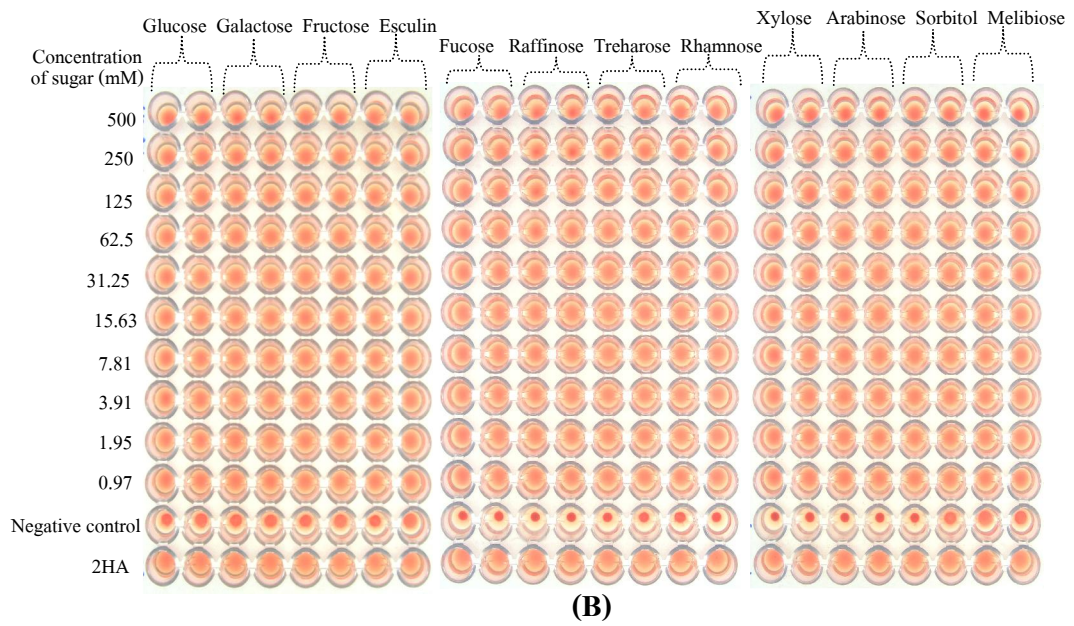 Glucose Galactose Fructose Esculin
Fucose Raffinose Treharose Rhamnose
Xylose Arabinose Sorbitol Melibiose
Concentration
of sugar (mM)
500
250
125
62.5
31.25
15.63
7.81
3.91
1.95
0.97
Negative control
2HA
(B)